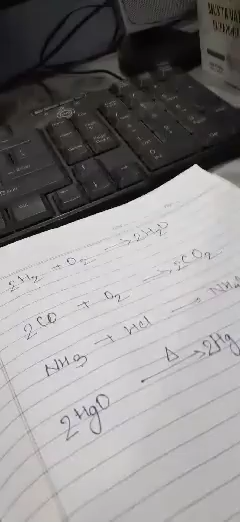 2H₂ + O₂ → 2H₂O
2CO + O₂ → 2CO₂
NH₃ + Hcl → NH₄
2HgO —Δ→ 2Hg